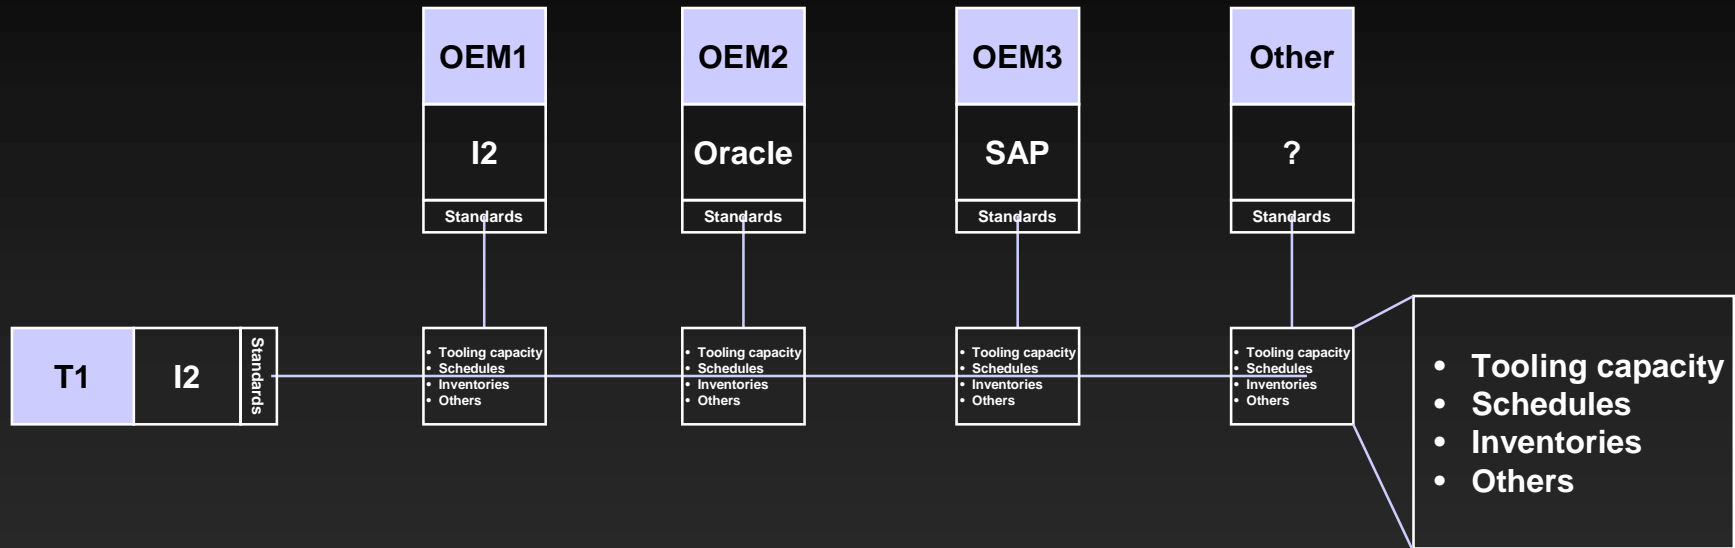 OEM1
OEM2
OEM3
Other
I2
Oracle
SAP
?
Standards
Standards
Standards
Standards
T1
I2
Standards
• Tooling capacity
• Schedules
• Inventories
• Others
• Tooling capacity
• Schedules
• Inventories
• Others
• Tooling capacity
• Schedules
• Inventories
• Others
• Tooling capacity
• Schedules
• Inventories
• Others
• Tooling capacity
• Schedules
• Inventories
• Others